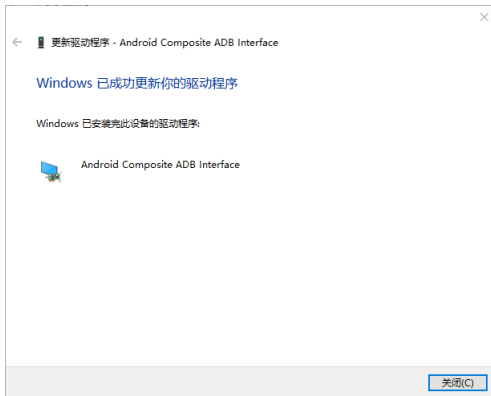 更新驱动程序 - Android Composite ADB Interface
Windows 已成功更新你的驱动程序
Windows 已安装完此设备的驱动程序:
Android Composite ADB Interface
关闭(C)